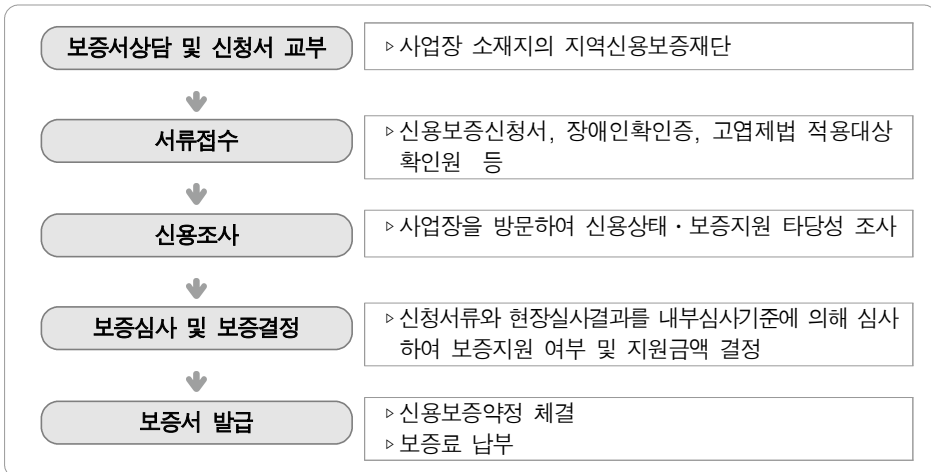 보증서상담 및 신청서 교부
▹사업장 소재지의 지역신용보증재단
서류접수
▹신용보증신청서, 장애인확인증, 고엽제법 적용대상
확인원 등
신용조사
▹사업장을 방문하여 신용상태・보증지원 타당성 조사
보증심사 및 보증결정
▹신청서류와 현장실사결과를 내부심사기준에 의해 심사
하여 보증지원 여부 및 지원금액 결정
보증서 발급
▹신용보증약정 체결
▹보증료 납부